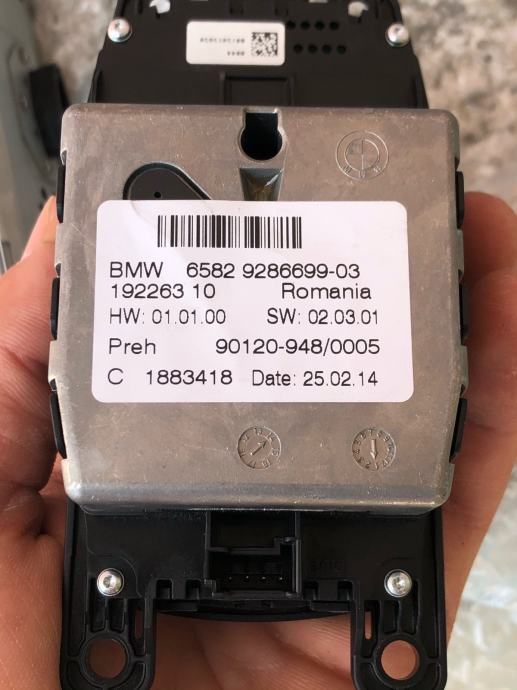 BMW 6582 9286699-03
192263 10 Romania
HW: 01.01.00 SW: 02.03.01
Preh 90120-948/0005
C 1883418 Date: 25.02.14